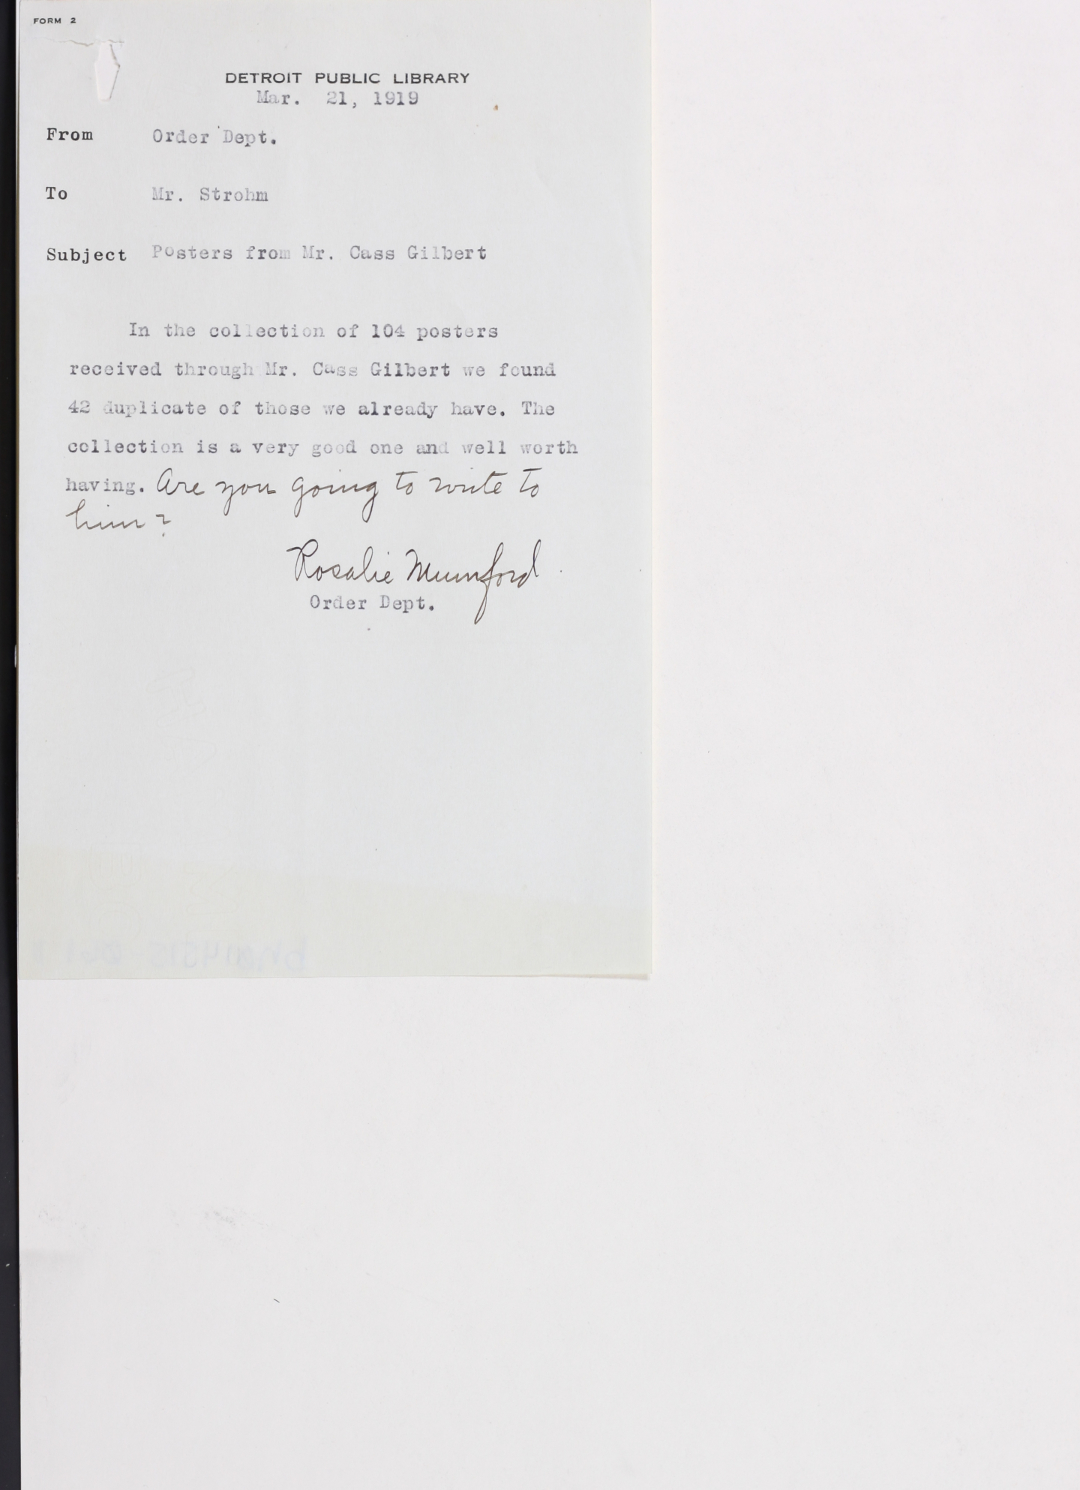 FORM 2
DETROIT PUBLIC LIBRARY
Mar. 21, 1919
From Order Dept.
To Mr. Strohm
Subject Posters from Mr. Cass Gilbert
In the collection of 104 posters
received through Mr. Cass Gilbert we found
42 duplicate of those we already have. The
collection is a very good one and well worth
having. Are you going to write to
him?
Rosalie Mumford
Order Dept.